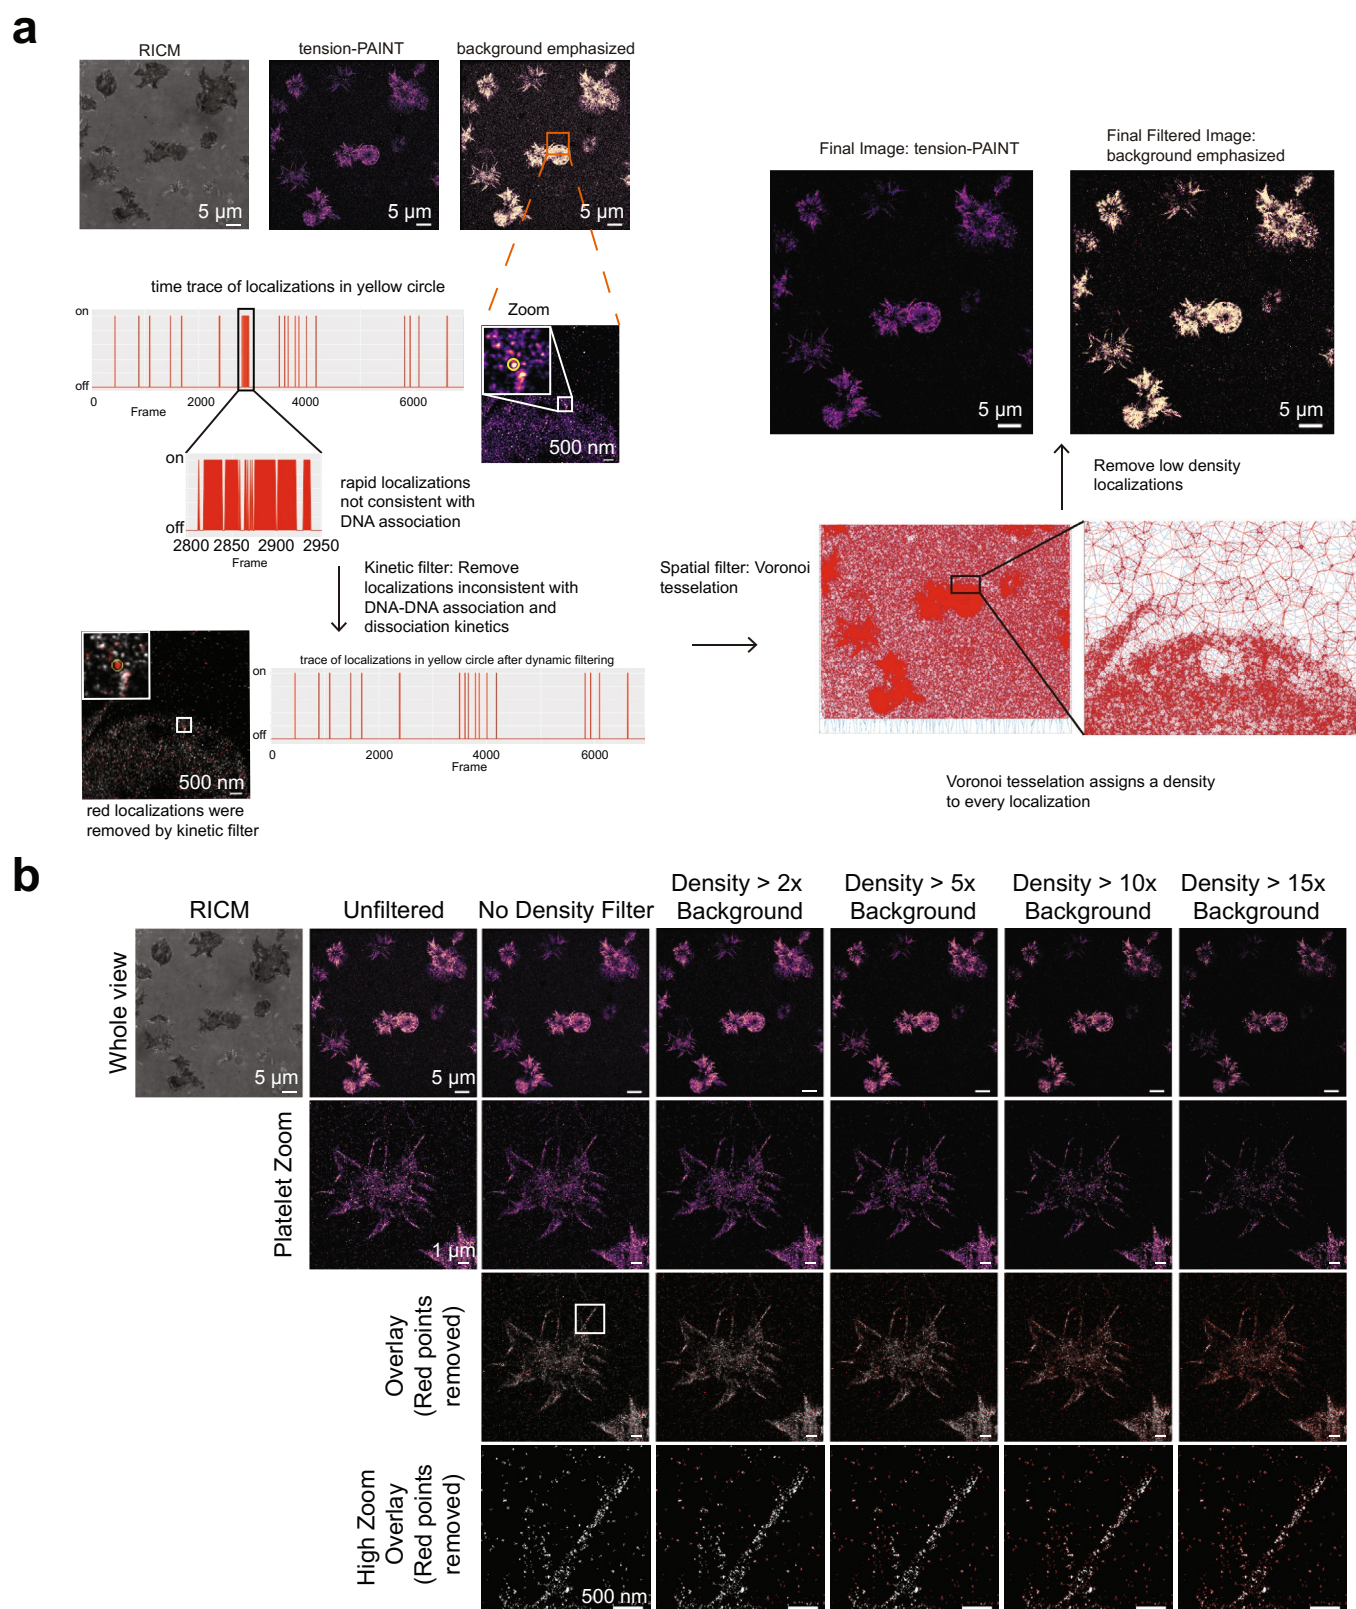 a
RICM
tension-PAINT
background emphasized
5 µm
5 µm
5 µm
time trace of localizations in yellow circle
on
off
0
2000
4000
6000
Frame
Zoom
500 nm
on
off
2800
2850
2900
2950
Frame
rapid localizations
not consistent with
DNA association
Kinetic filter: Remove
localizations inconsistent with
DNA-DNA association and
dissociation kinetics
500 nm
red localizations were
removed by kinetic filter
trace of localizations in yellow circle after dynamic filtering
on
off
0
2000
4000
6000
Frame
Spatial filter: Voronoi
tesselation
Final Image: tension-PAINT
Final Filtered Image:
background emphasized
5 µm
5 µm
Remove low density
localizations
Voronoi tesselation assigns a density
to every localization
b
RICM
Unfiltered
No Density Filter
Density > 2x
Background
Density > 5x
Background
Density > 10x
Background
Density > 15x
Background
Whole view
5 µm
5 µm
Platelet Zoom
1 µm
Overlay
(Red points
removed)
High Zoom
Overlay
(Red points
removed)
500 nm